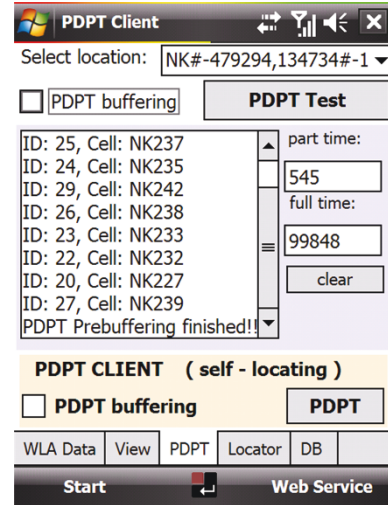 PDPT Client
Select location: NK#-479294,134734#-1
PDPT buffering
PDPT Test
ID: 25, Cell: NK237
ID: 24, Cell: NK235
ID: 29, Cell: NK242
ID: 26, Cell: NK238
ID: 23, Cell: NK233
ID: 22, Cell: NK232
ID: 20, Cell: NK227
ID: 27, Cell: NK239
PDPT Prebuffering finished!!
part time:
545
full time:
99848
clear
PDPT CLIENT ( self - locating )
PDPT buffering
PDPT
WLA Data View PDPT Locator DB
Start Web Service